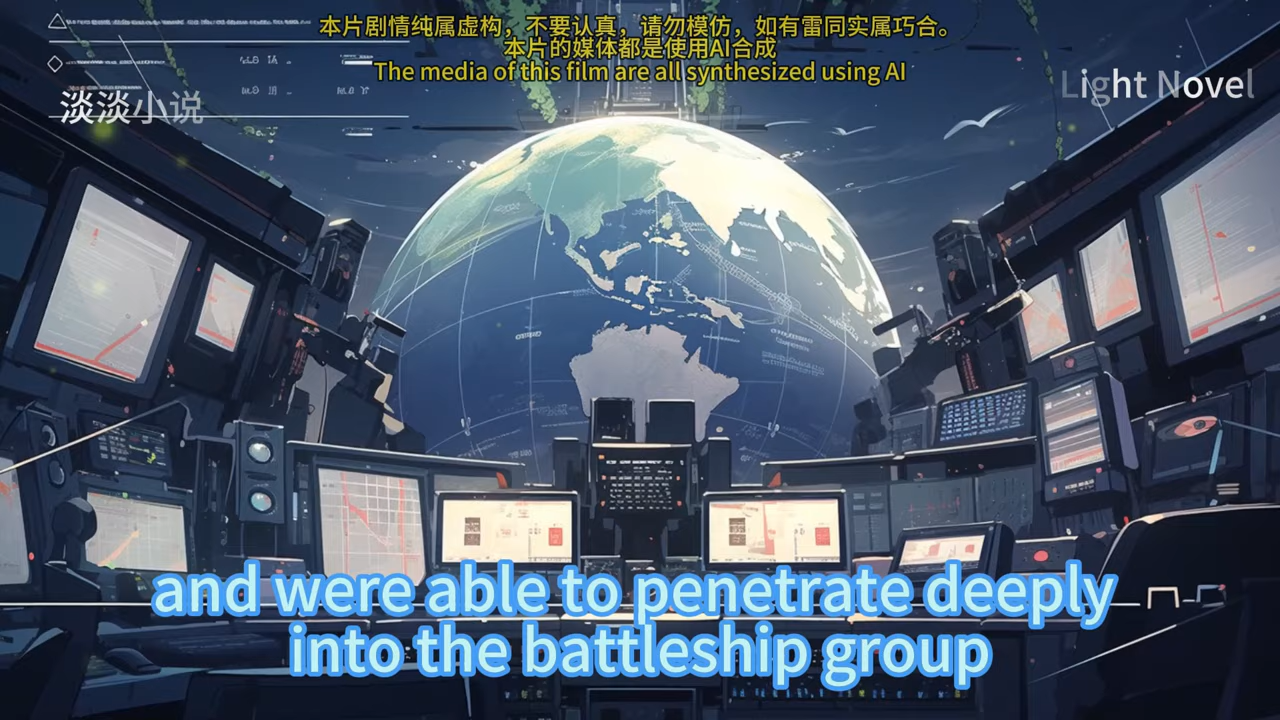 本片剧情纯属虚构，不要认真，请勿模仿，如有雷同实属巧合。
本片的媒体都是使用AI合成
The media of this film are all synthesized using AI
Light Novel
淡淡小说
and were able to penetrate deeply
into the battleship group